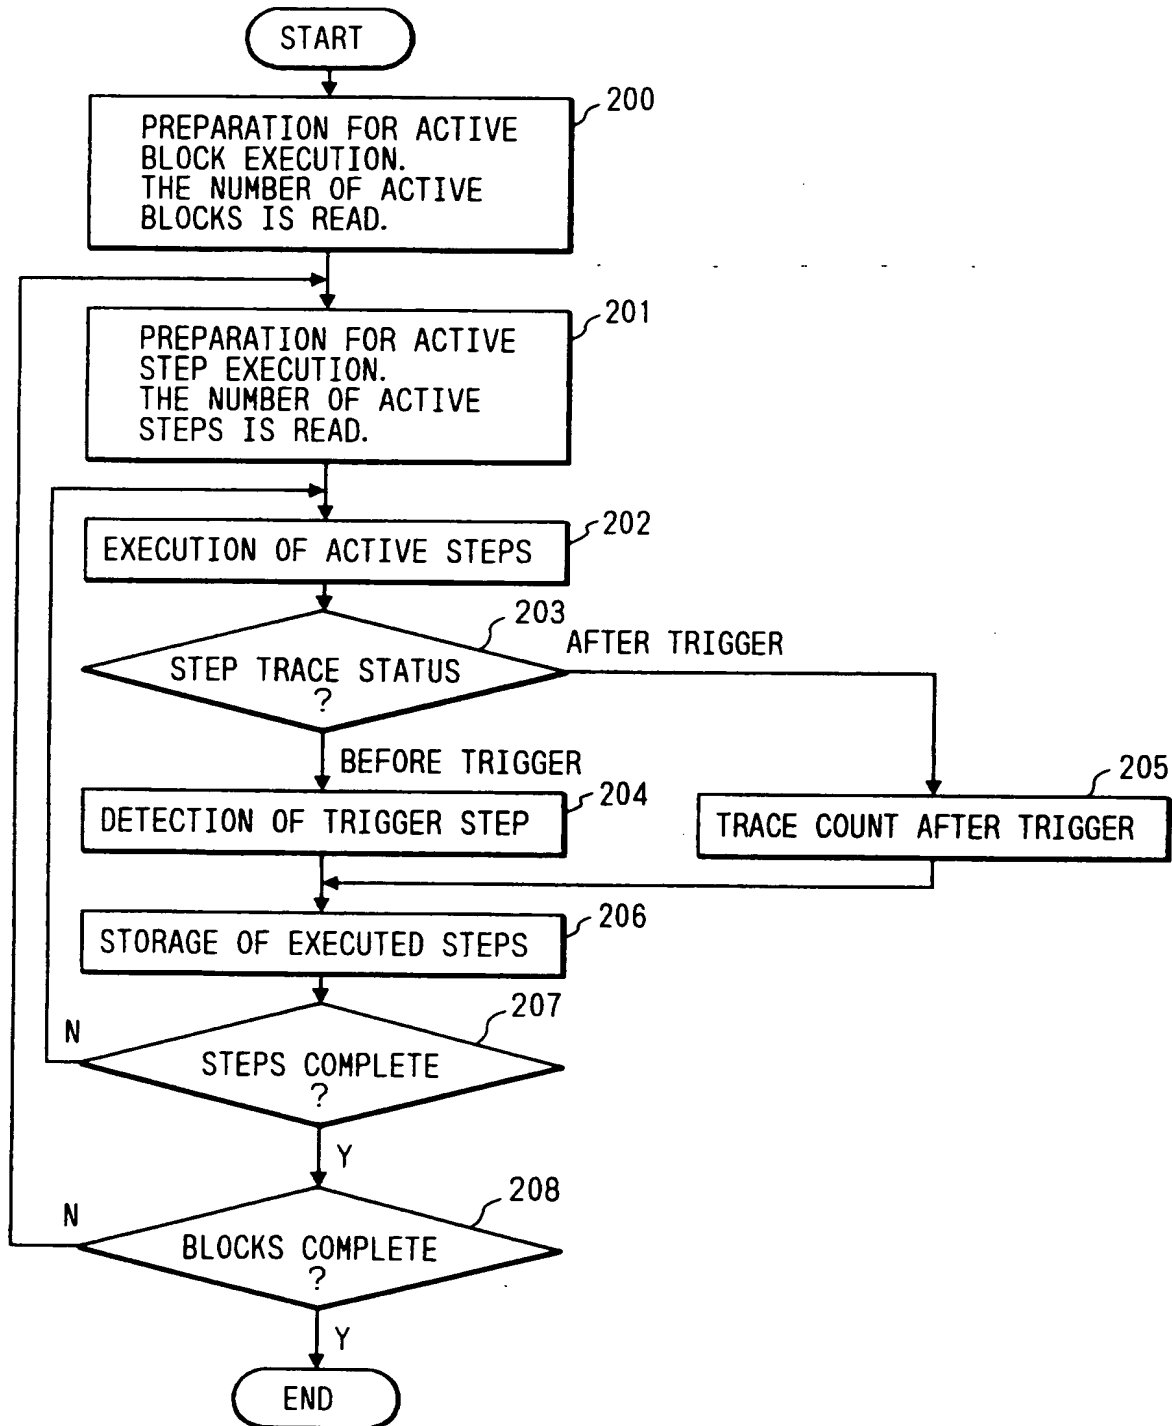 START
200
PREPARATION FOR ACTIVE
BLOCK EXECUTION.
THE NUMBER OF ACTIVE
BLOCKS IS READ.
201
PREPARATION FOR ACTIVE
STEP EXECUTION.
THE NUMBER OF ACTIVE
STEPS IS READ.
202
EXECUTION OF ACTIVE STEPS
203
AFTER TRIGGER
STEP TRACE STATUS
?
BEFORE TRIGGER
204
DETECTION OF TRIGGER STEP
205
TRACE COUNT AFTER TRIGGER
206
STORAGE OF EXECUTED STEPS
207
N
STEPS COMPLETE
?
Y
208
N
BLOCKS COMPLETE
?
Y
END